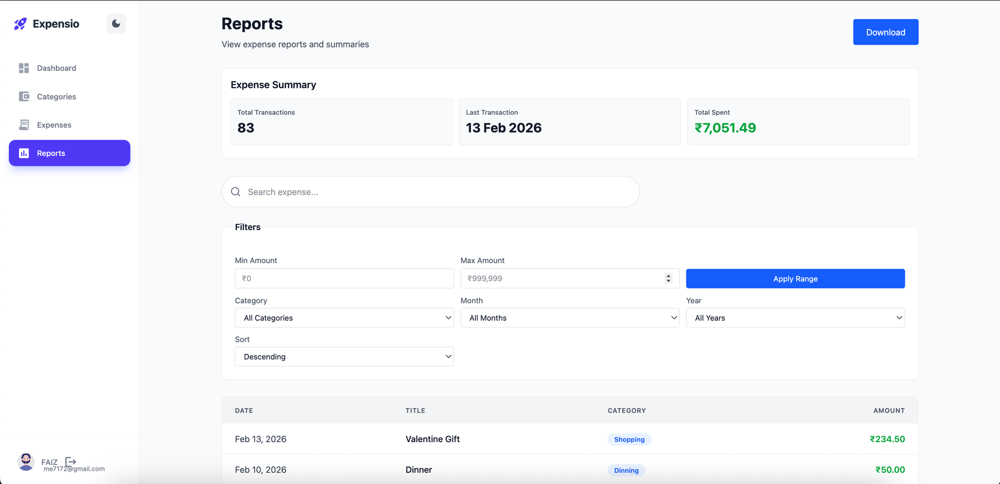 Expensio
Dashboard
Categories
Expenses
Reports
FAIZ
me7172@gmail.com
Reports
View expense reports and summaries
Download
Expense Summary
Total Transactions
83
Last Transaction
13 Feb 2026
Total Spent
₹7,051.49
Search expense...
Filters
Min Amount
₹0
Max Amount
₹999,999
Apply Range
Category
All Categories
Month
All Months
Year
All Years
Sort
Descending
DATE TITLE CATEGORY AMOUNT
Feb 13, 2026 Valentine Gift Shopping ₹234.50
Feb 10, 2026 Dinner Dinning ₹50.00